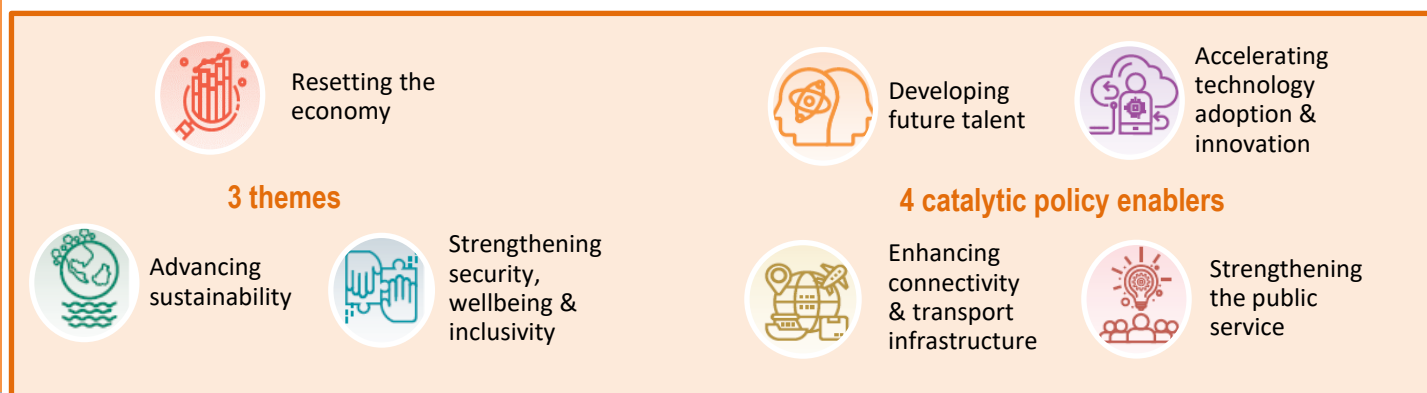 Resetting the
economy
3 themes
Advancing
sustainability
Strengthening
security,
wellbeing &
inclusivity
Developing
future talent
Accelerating
technology
adoption &
innovation
4 catalytic policy enablers
Enhancing
connectivity
& transport
infrastructure
Strengthening
the public
service